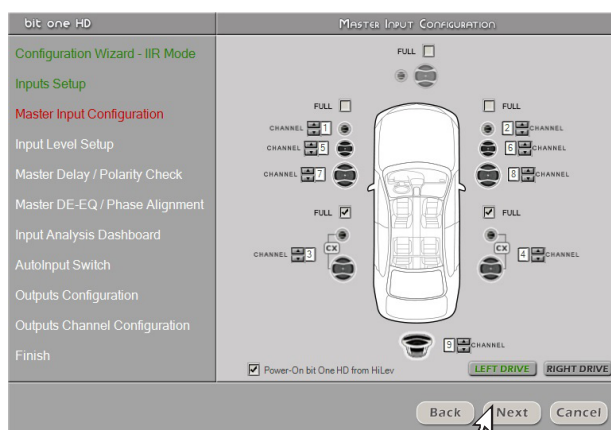 bit one HD
Master Input Configuration
Configuration Wizard - IIR Mode
Inputs Setup
Master Input Configuration
Input Level Setup
Master Delay / Polarity Check
Master DE-EQ / Phase Alignment
Input Analysis Dashboard
AutoInput Switch
Outputs Configuration
Outputs Channel Configuration
Finish
FULL
FULL
FULL
CHANNEL 1
2 CHANNEL
CHANNEL 5
6 CHANNEL
CHANNEL 7
8 CHANNEL
FULL
FULL
CX
CX
CHANNEL 3
4 CHANNEL
9 CHANNEL
Power-On bit One HD from HiLev
LEFT DRIVE
RIGHT DRIVE
Back
Next
Cancel